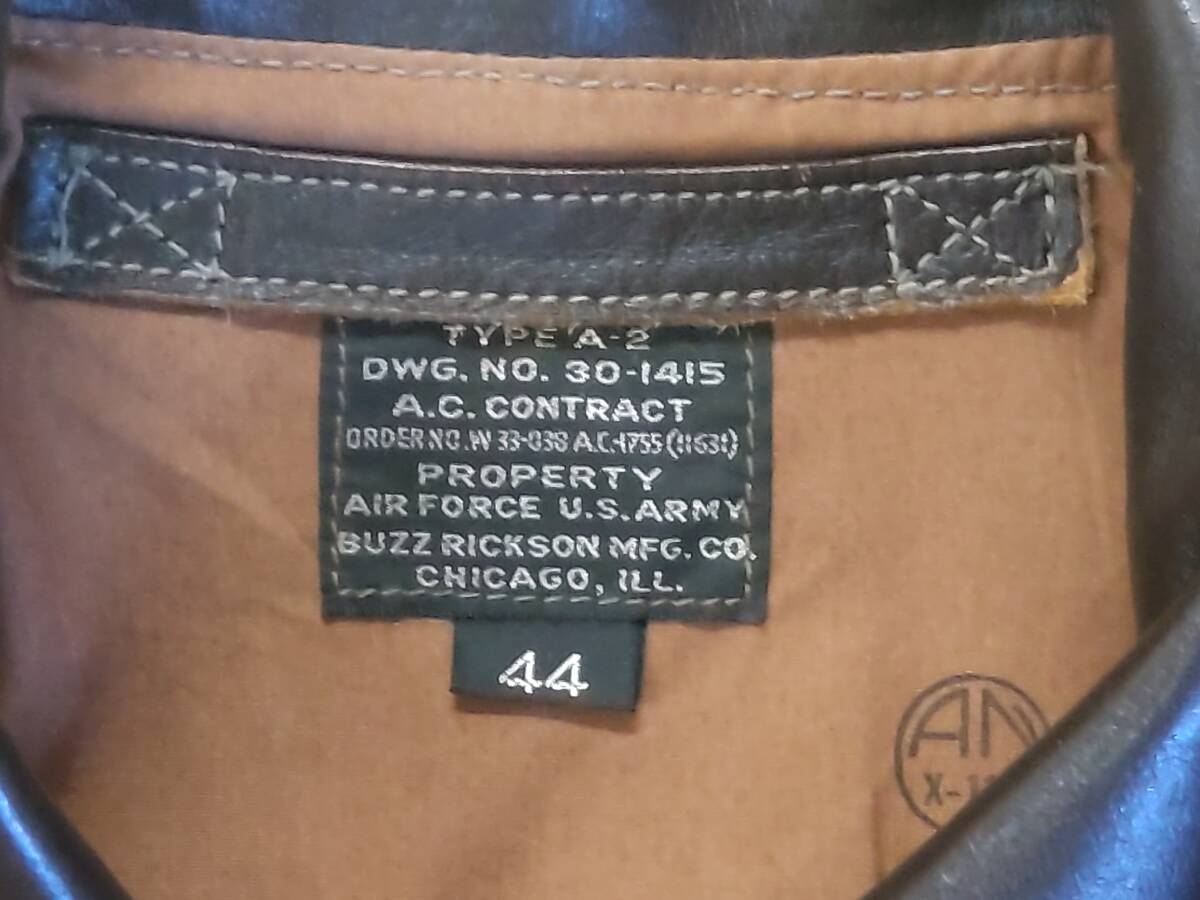 TYPE A-2
DWG. NO. 30-1415
A.C. CONTRACT
ORDER NO. W 33-038 A.C.-1755 (11631)
PROPERTY
AIR FORCE U.S. ARMY
BUZZ RICKSON MFG. CO.
CHICAGO, ILL.
44
AN